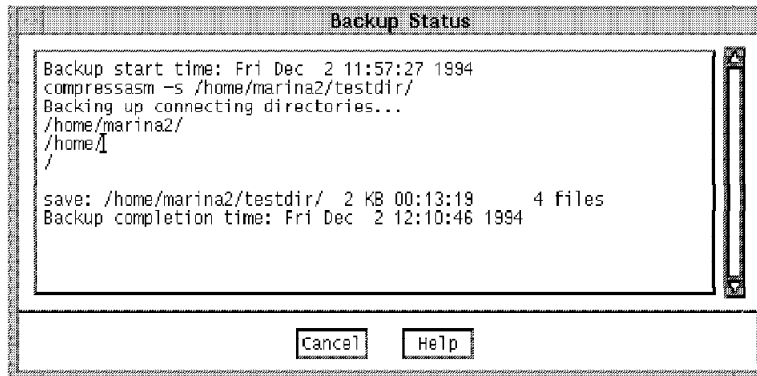 Backup Status
Backup start time: Fri Dec  2 11:57:27 1994
compressasm -s /home/marina2/testdir/
Backing up connecting directories...
/home/marina2/
/home/
/
save: /home/marina2/testdir/  2 KB 00:13:19      4 files
Backup completion time: Fri Dec  2 12:10:46 1994
Cancel
Help